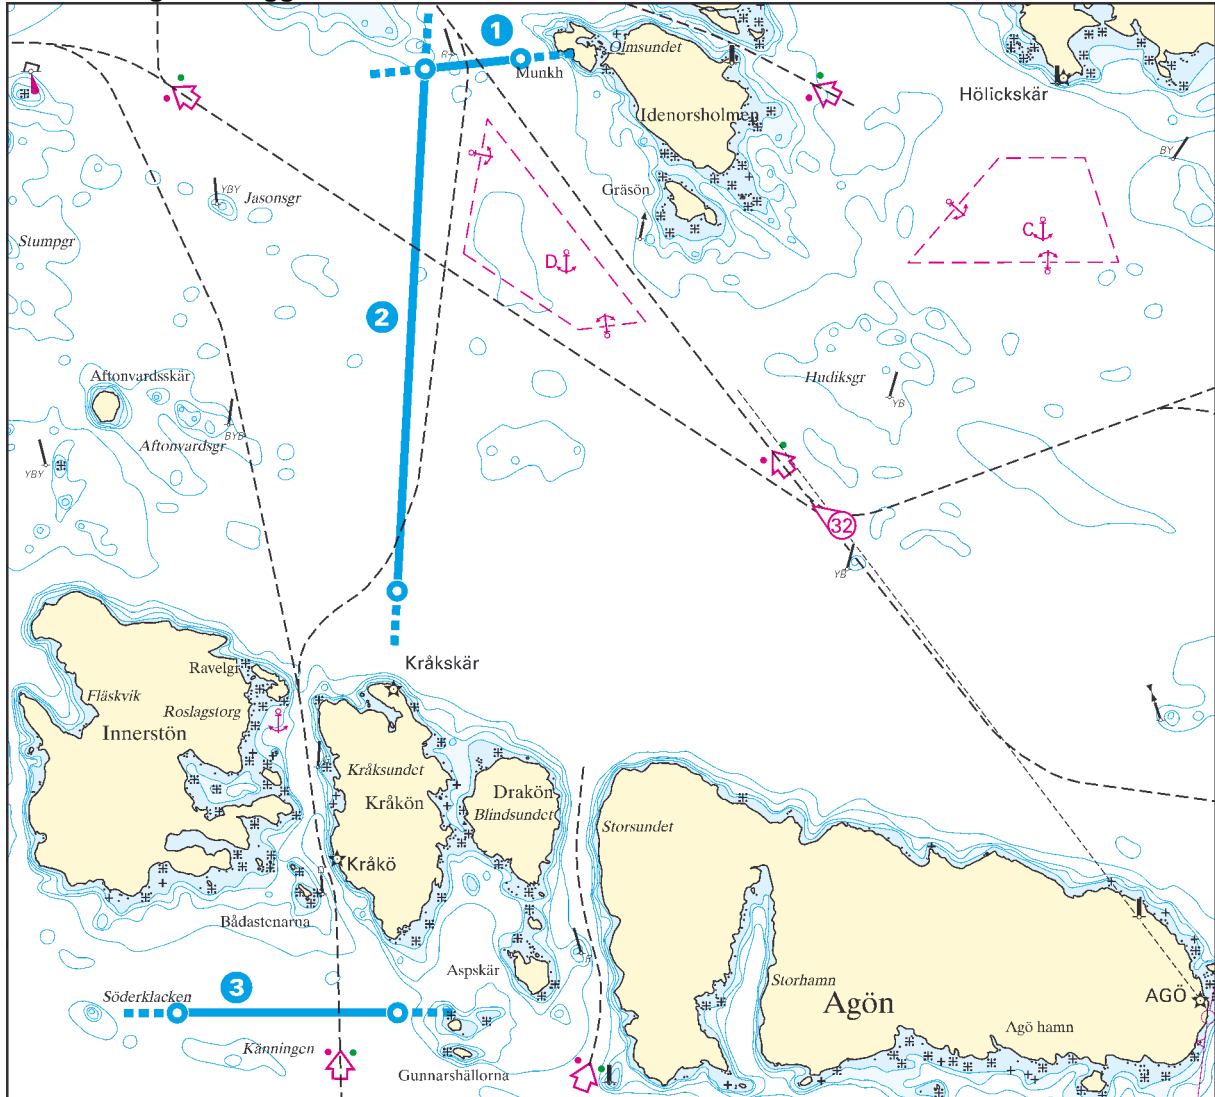 1
R
Olmsundet
Munkh
Hölickskär
Idenorsholmen
BY
YBY
Jasonsgr
Gräsön
Stumpgr
C
D
2
Aftonvardsskär
Hudiksgr
YB
BYB
Aftonvardsgr
YBY
32
YB
Kråkskär
Ravelgr
Fläskvik
Roslagstorg
Innerstön
Kråksundet
Kråkön
Drakön
Blindsundet
Storsundet
Kråkö
Bådastenarna
Aspskär
Storhamn
3
Söderklacken
Agön
AGÖ
Agö hamn
Känningen
Gunnarshällorna